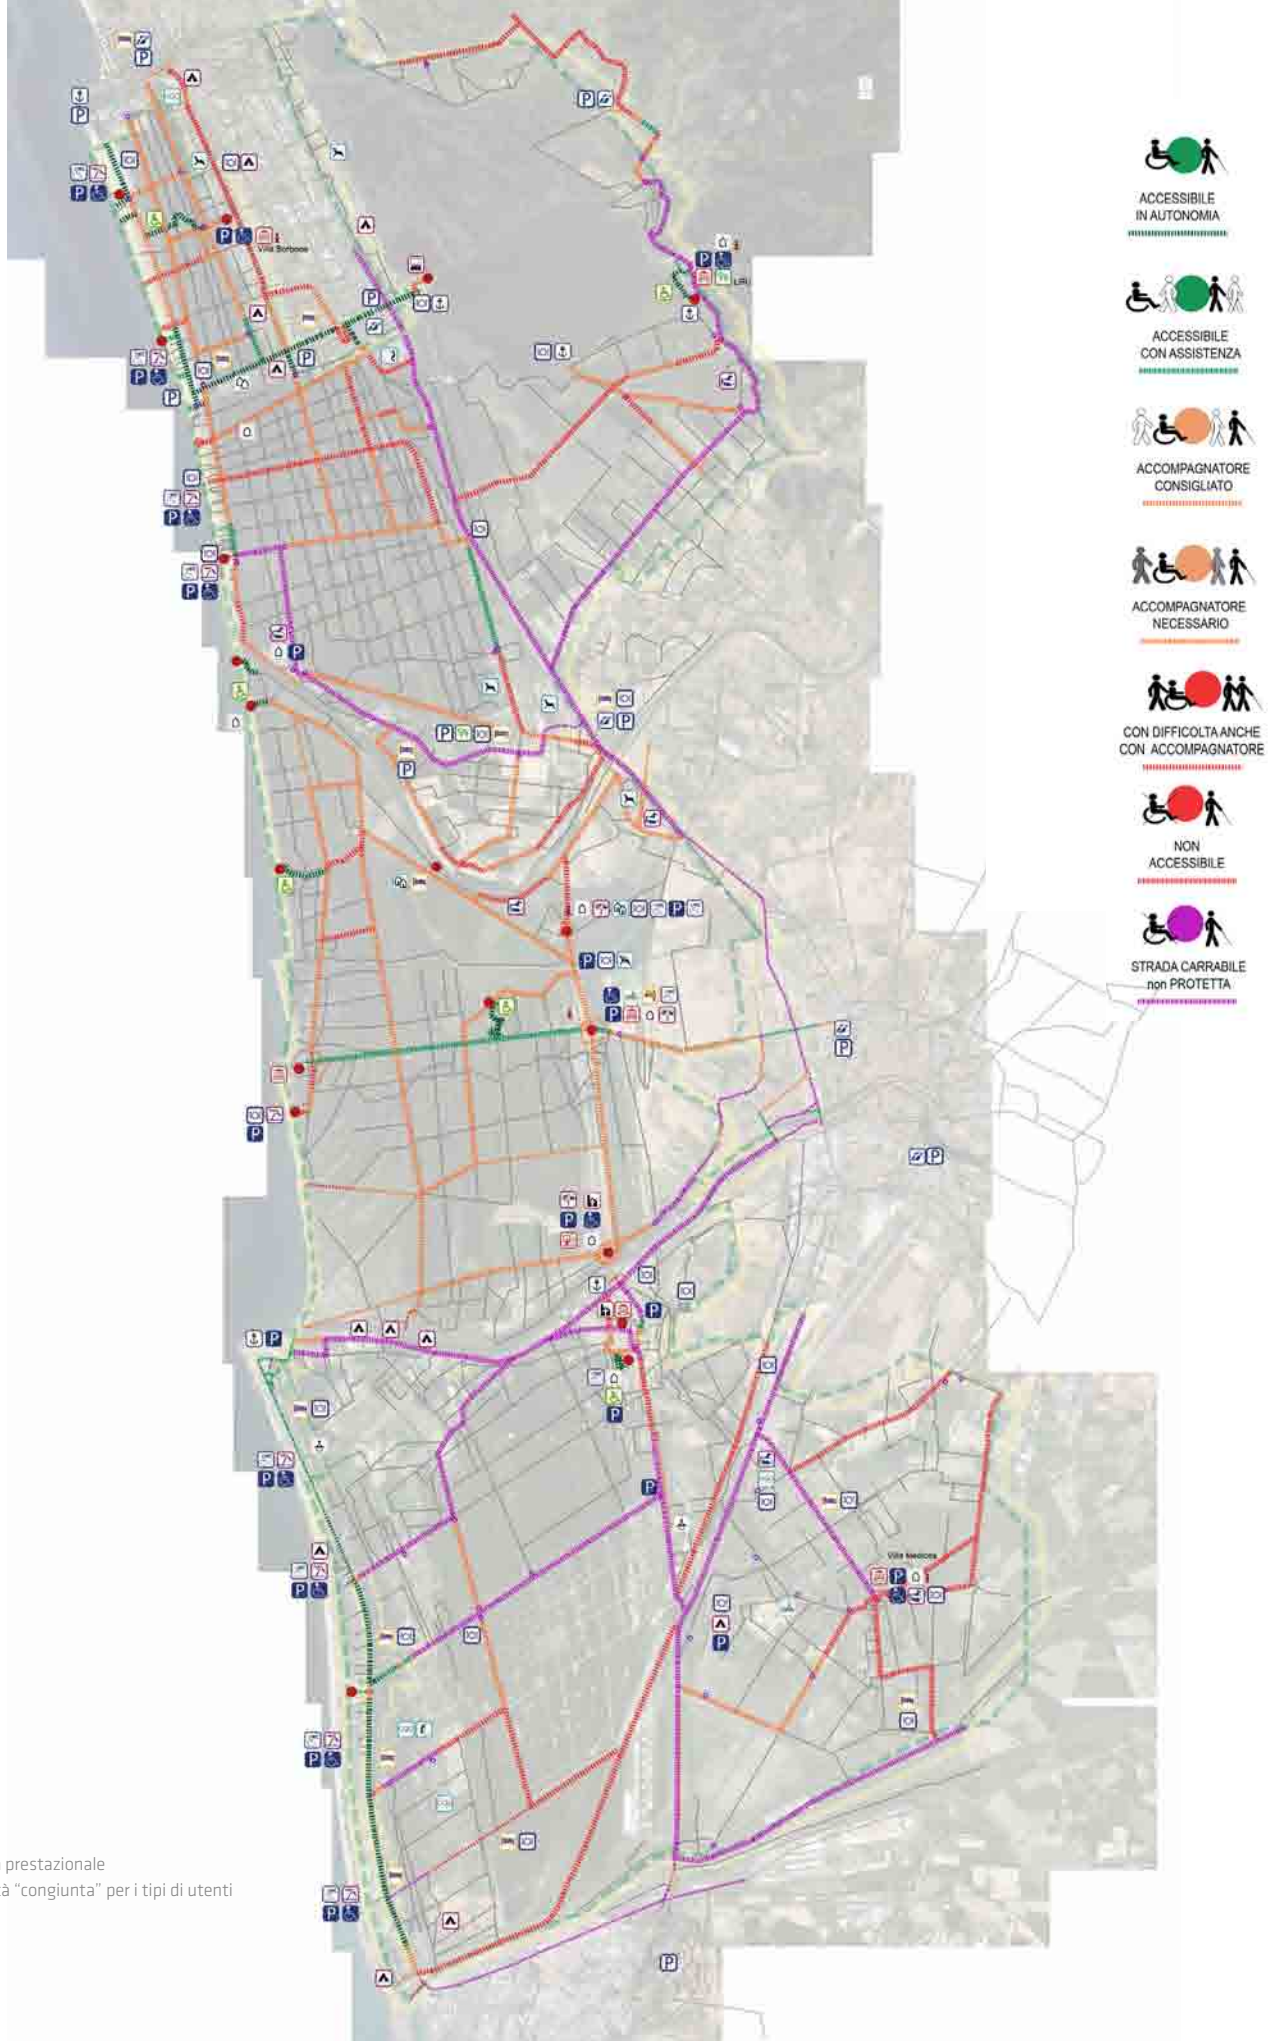 ACCESSIBILE
IN AUTONOMIA
ACCESSIBILE
CON ASSISTENZA
ACCOMPAGNATORE
CONSIGLIATO
ACCOMPAGNATORE
NECESSARIO
CON DIFFICOLTA ANCHE
CON ACCOMPAGNATORE
NON
ACCESSIBILE
STRADA CARRABILE
non PROTETTA
Villa Borbone
Villa Medicea
prestazionale
“congiunta” per i tipi di utenti